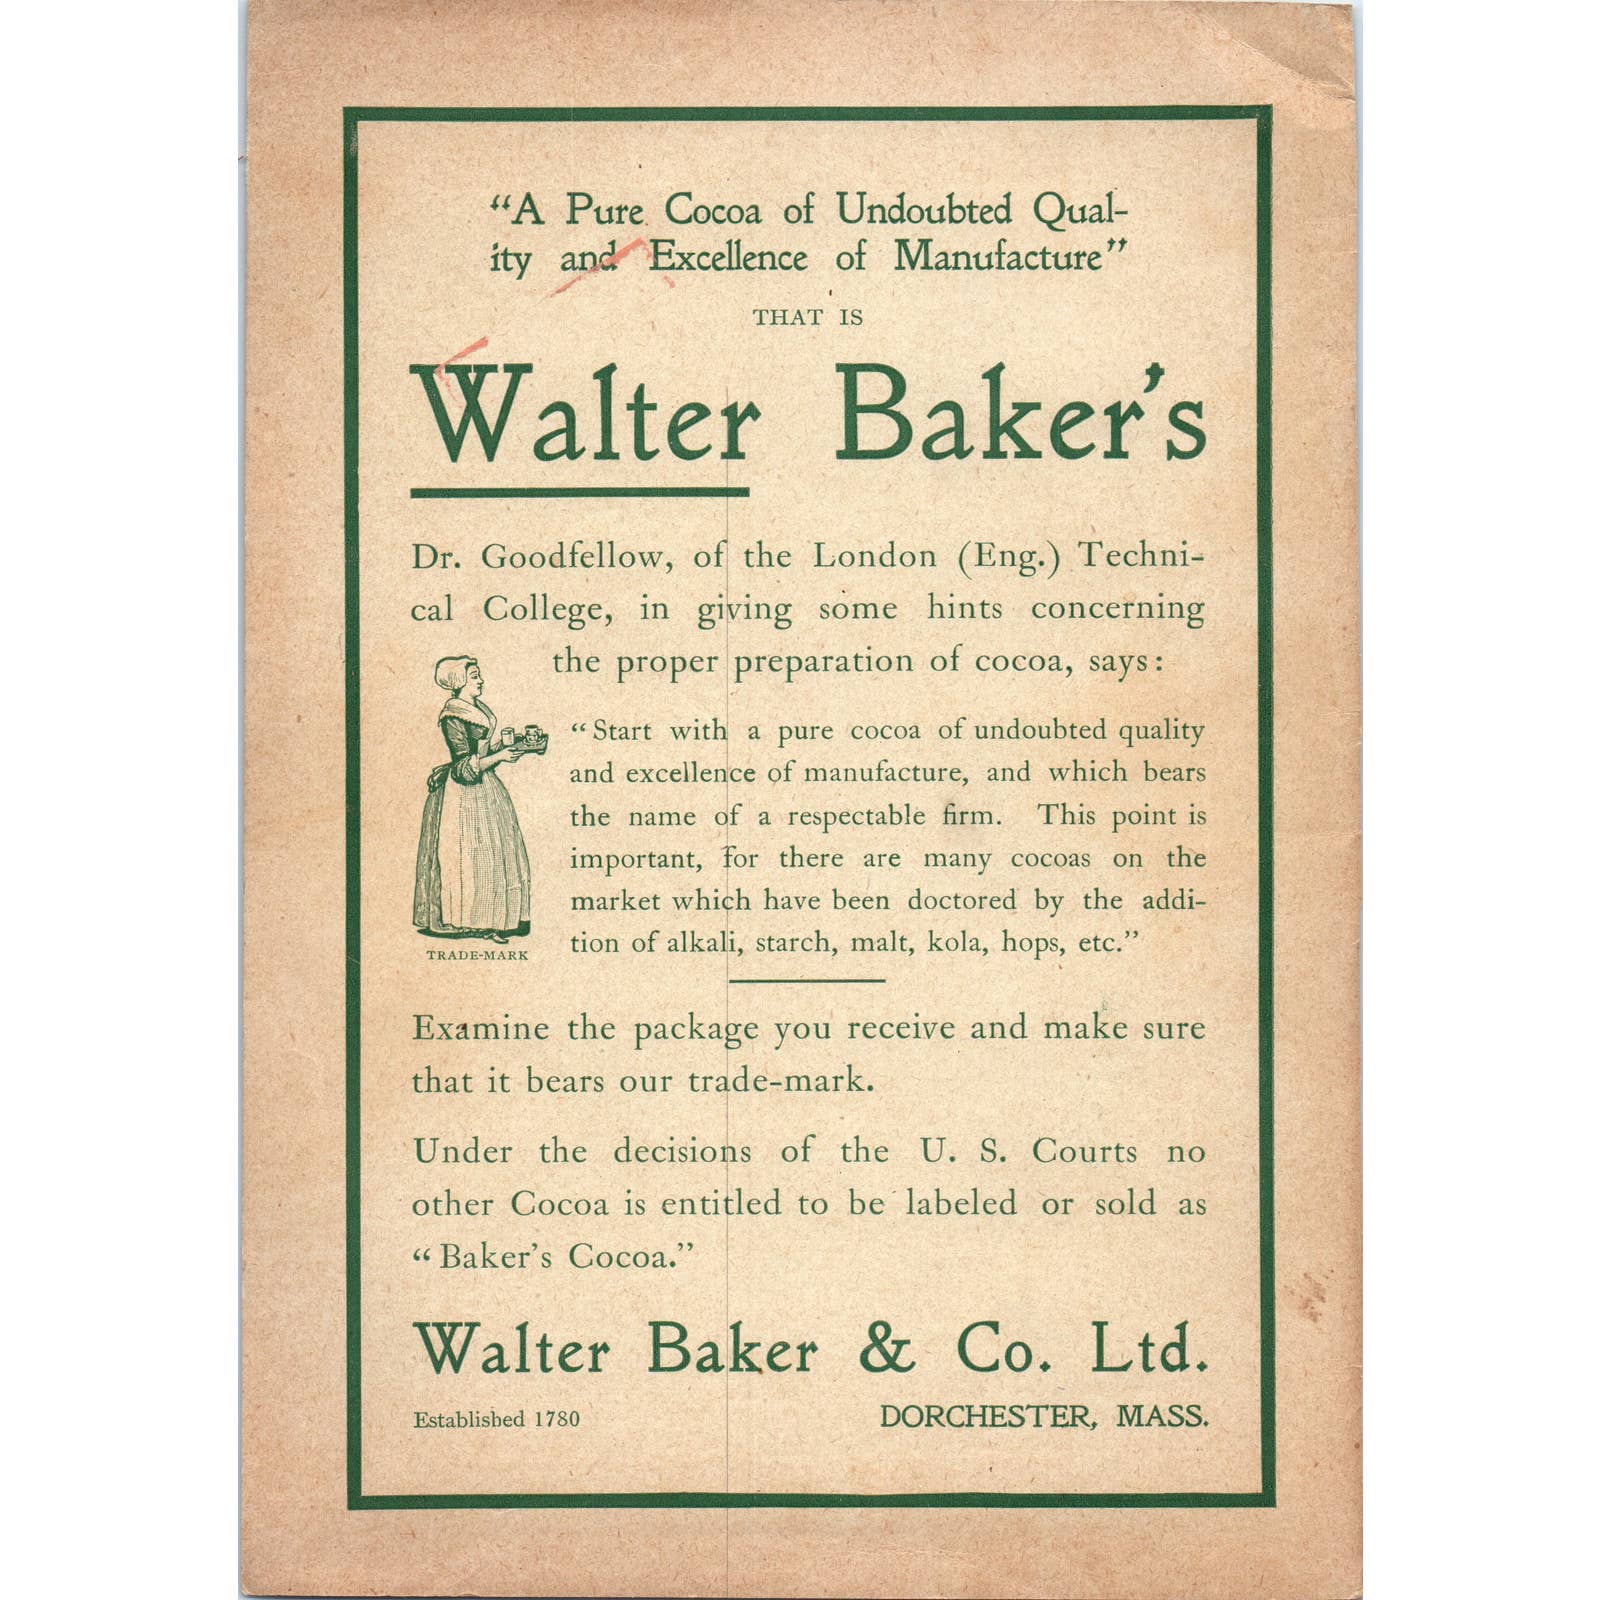 “A Pure Cocoa of Undoubted Qual-
ity and Excellence of Manufacture”
THAT IS
Walter Baker’s
Dr. Goodfellow, of the London (Eng.) Techni-
cal College, in giving some hints concerning
the proper preparation of cocoa, says:
“Start with a pure cocoa of undoubted quality
and excellence of manufacture, and which bears
the name of a respectable firm. This point is
important, for there are many cocoas on the
market which have been doctored by the addi-
tion of alkali, starch, malt, kola, hops, etc.”
TRADE-MARK
Examine the package you receive and make sure
that it bears our trade-mark.
Under the decisions of the U. S. Courts no
other Cocoa is entitled to be labeled or sold as
“Baker’s Cocoa.”
Walter Baker & Co. Ltd.
Established 1780 DORCHESTER, MASS.